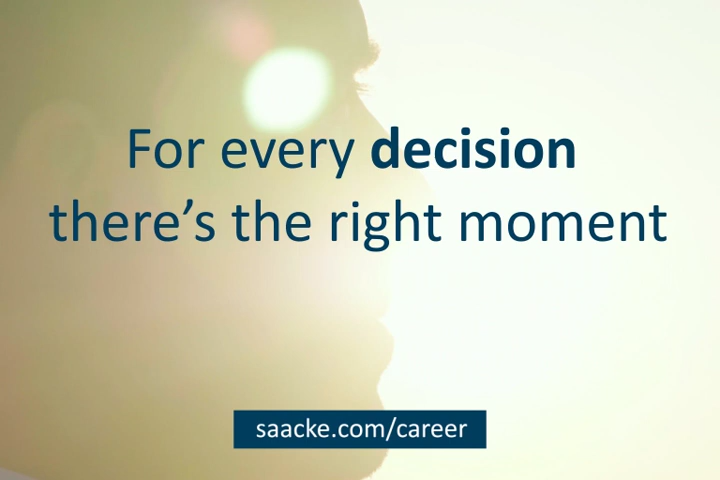 For every decision
there’s the right moment
saacke.com/career